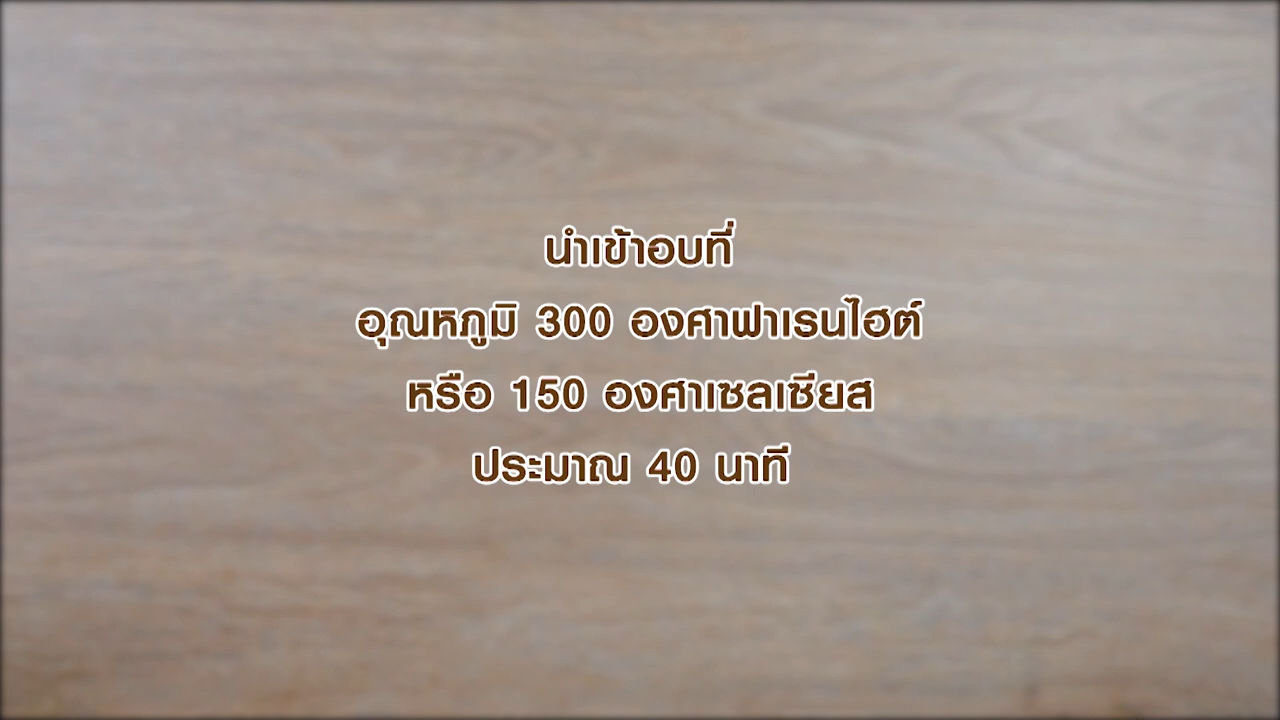 นำเข้าอบที่
อุณหภูมิ 300 องศาฟาเรนไฮต์
หรือ 150 องศาเซลเซียส
ประมาณ 40 นาที